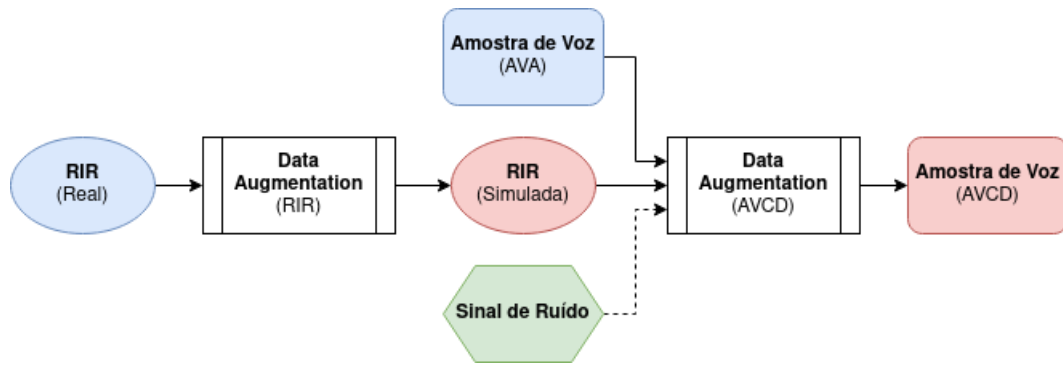 Amostra de Voz
(AVA)
RIR
(Real)
Data
Augmentation
(RIR)
RIR
(Simulada)
Data
Augmentation
(AVCD)
Amostra de Voz
(AVCD)
Sinal de Ruído